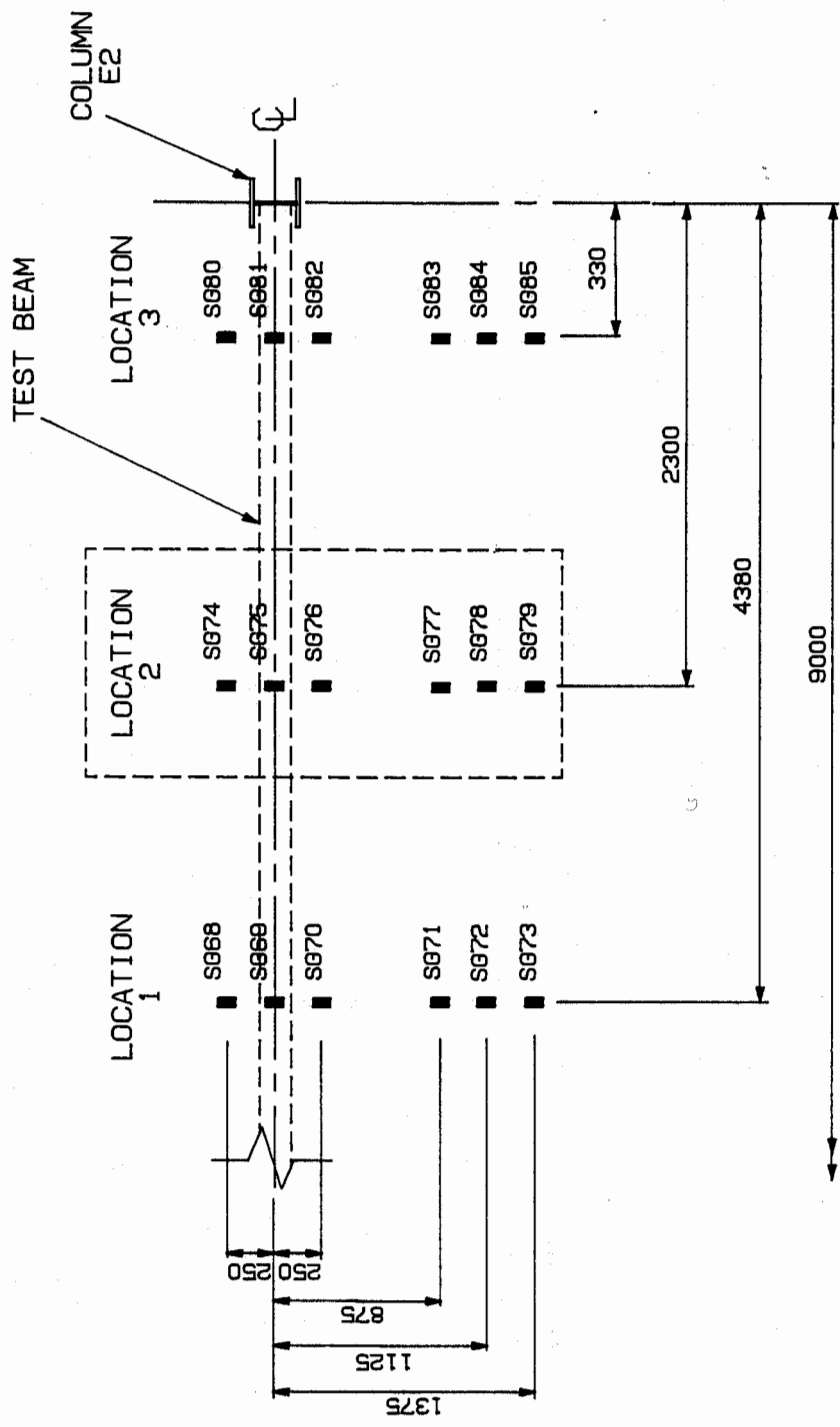 TEST BEAM
COLUMN
E2
LOCATION
1
LOCATION
2
LOCATION
3
SG68
SG69
SG70
SG71
SG72
SG73
SG74
SG75
SG76
SG77
SG78
SG79
SG80
SG81
SG82
SG83
SG84
SG85
CL
250
250
875
1125
1375
330
2300
4380
9000